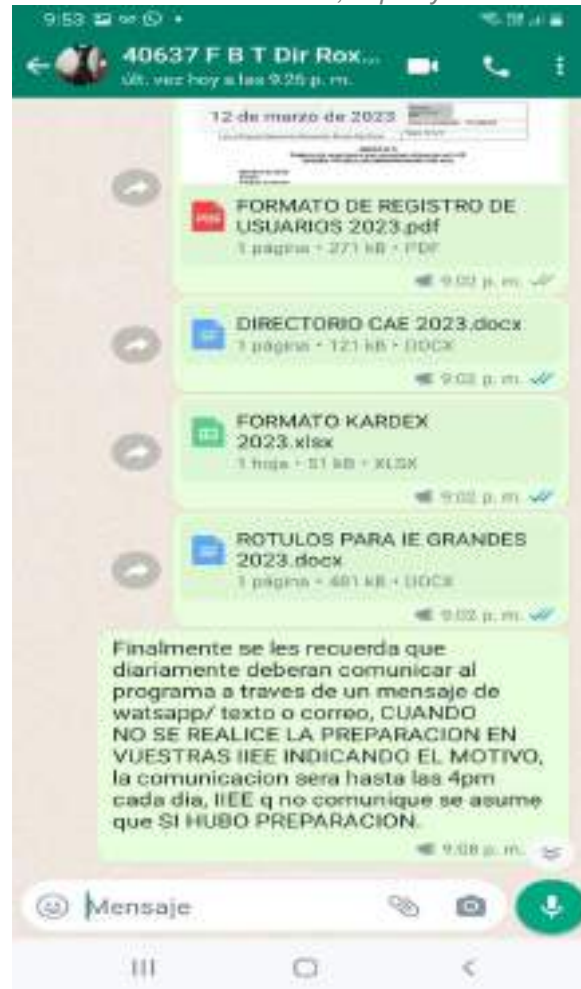 9:53
40637 F B T Dir Rox...
últ. vez hoy a las 9:26 p. m.
12 de marzo de 2023
FORMATO DE REGISTRO DE
USUARIOS 2023.pdf
1 página • 271 kB • PDF
9:02 p. m.
DIRECTORIO CAE 2023.docx
1 página • 121 kB • DOCX
9:02 p. m.
FORMATO KARDEX
2023.xlsx
1 hoja • 51 kB • XLSX
9:02 p. m.
ROTULOS PARA IE GRANDES
2023.docx
1 página • 481 kB • DOCX
9:02 p. m.
Finalmente se les recuerda que
diariamente deberan comunicar al
programa a traves de un mensaje de
watsapp/ texto o correo, CUANDO
NO SE REALICE LA PREPARACION EN
VUESTRAS IIEE INDICANDO EL MOTIVO,
la comunicacion sera hasta las 4pm
cada dia, IIEE q no comunique se asume
que SI HUBO PREPARACION.
9:08 p. m.
Mensaje